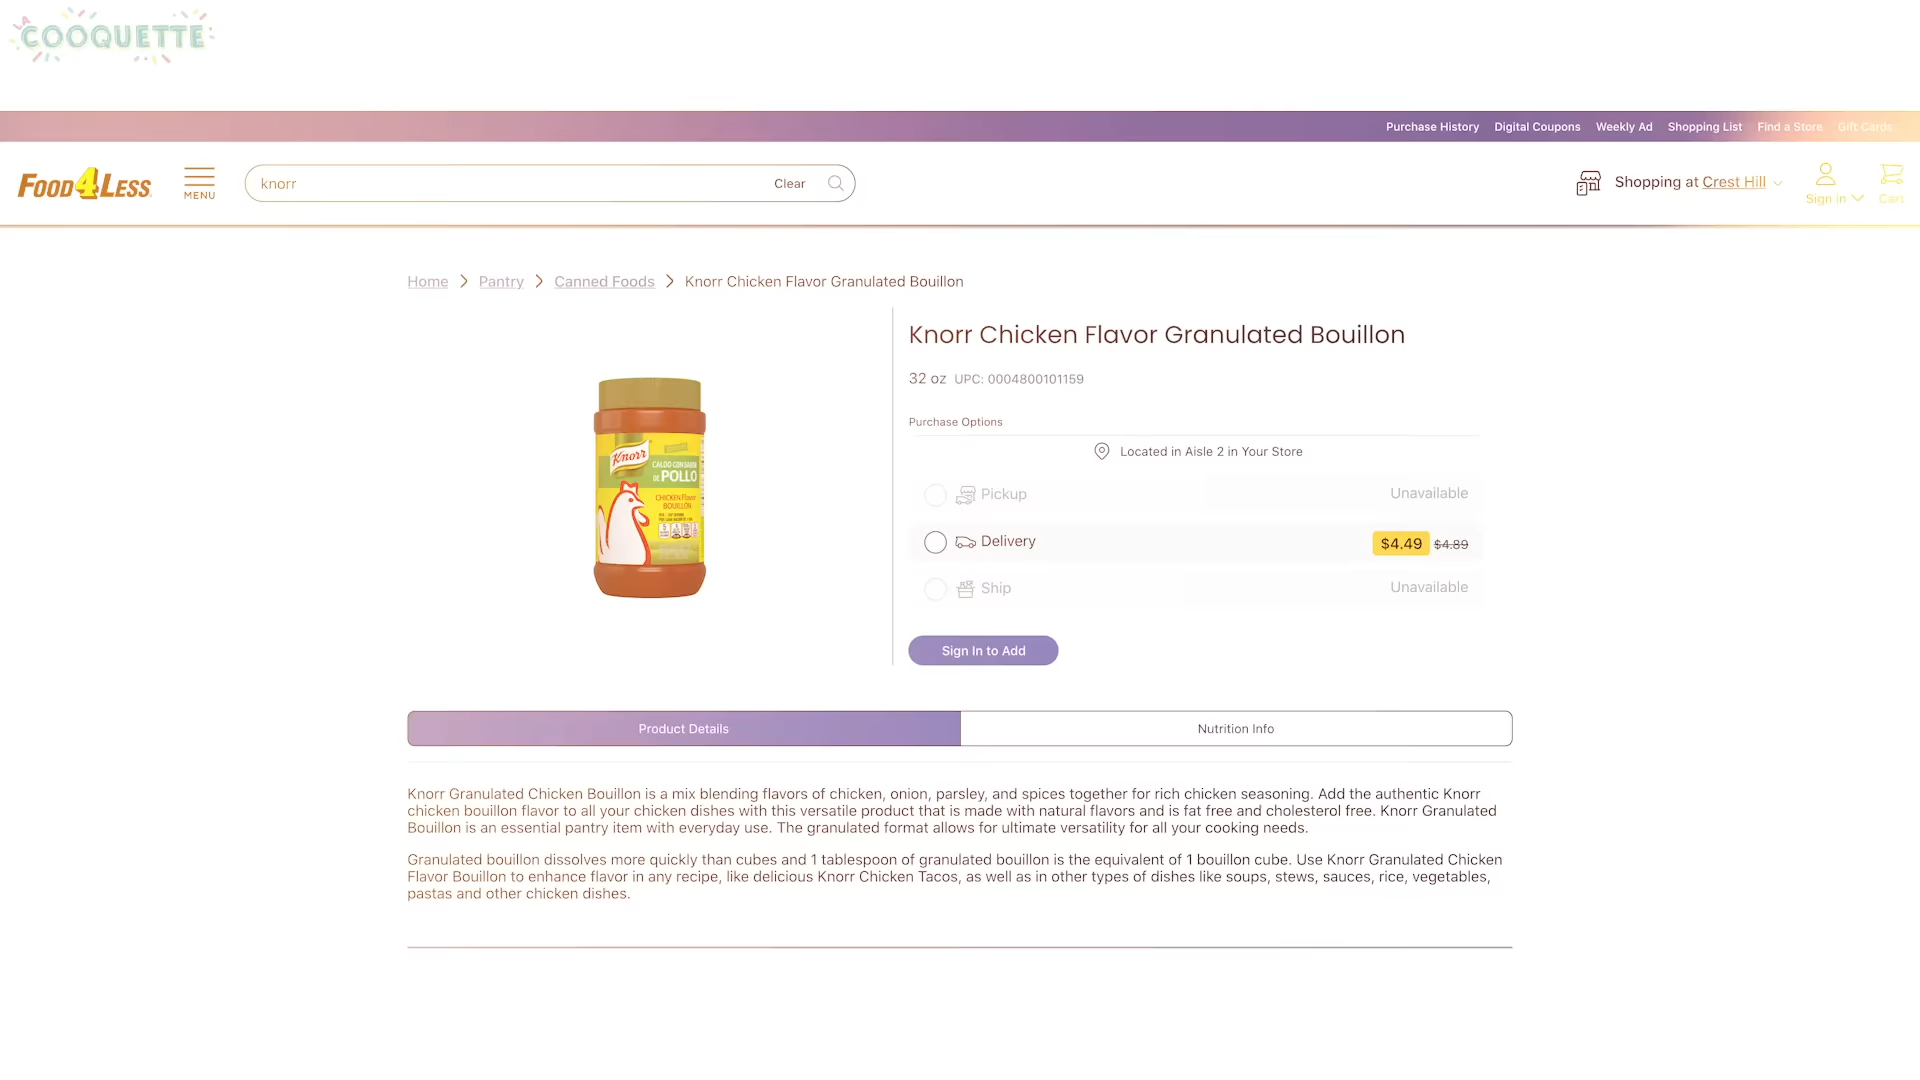 LA
COOQUETTE
Purchase History Digital Coupons Weekly Ad Shopping List Find a Store Gift Cards
FOOD4LESS
MENU
knorr
Clear
Shopping at Crest Hill
Sign in
Cart
Home > Pantry > Canned Foods > Knorr Chicken Flavor Granulated Bouillon
Knorr Chicken Flavor Granulated Bouillon
32 oz UPC: 0004800101159
Purchase Options
Located in Aisle 2 in Your Store
Pickup Unavailable
Delivery $4.49 $4.89
Ship Unavailable
Sign In to Add
Knorr
CALDO CON SABOR
DE POLLO
CHICKEN Flavor
BOUILLON
Product Details
Nutrition Info
Knorr Granulated Chicken Bouillon is a mix blending flavors of chicken, onion, parsley, and spices together for rich chicken seasoning. Add the authentic Knorr
chicken bouillon flavor to all your chicken dishes with this versatile product that is made with natural flavors and is fat free and cholesterol free. Knorr Granulated
Bouillon is an essential pantry item with everyday use. The granulated format allows for ultimate versatility for all your cooking needs.
Granulated bouillon dissolves more quickly than cubes and 1 tablespoon of granulated bouillon is the equivalent of 1 bouillon cube. Use Knorr Granulated Chicken
Flavor Bouillon to enhance flavor in any recipe, like delicious Knorr Chicken Tacos, as well as in other types of dishes like soups, stews, sauces, rice, vegetables,
pastas and other chicken dishes.